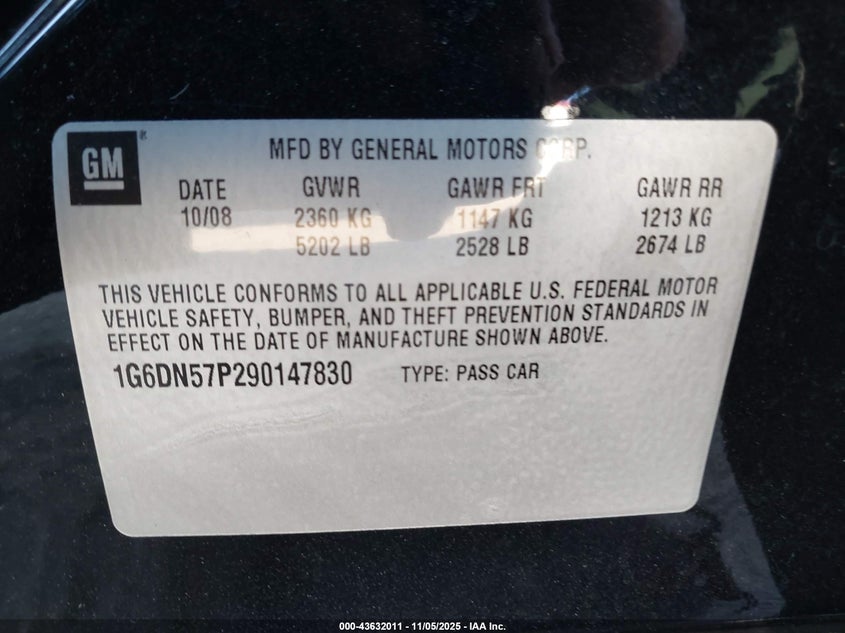 GM ®
MFD BY GENERAL MOTORS CORP.
DATE GVWR GAWR FRT GAWR RR
10/08 2360 KG 1147 KG 1213 KG
5202 LB 2528 LB 2674 LB
THIS VEHICLE CONFORMS TO ALL APPLICABLE U.S. FEDERAL MOTOR
VEHICLE SAFETY, BUMPER, AND THEFT PREVENTION STANDARDS IN
EFFECT ON THE DATE OF MANUFACTURE SHOWN ABOVE.
1G6DN57P290147830 TYPE: PASS CAR
000-43632011 - 11/05/2025 - IAA Inc.